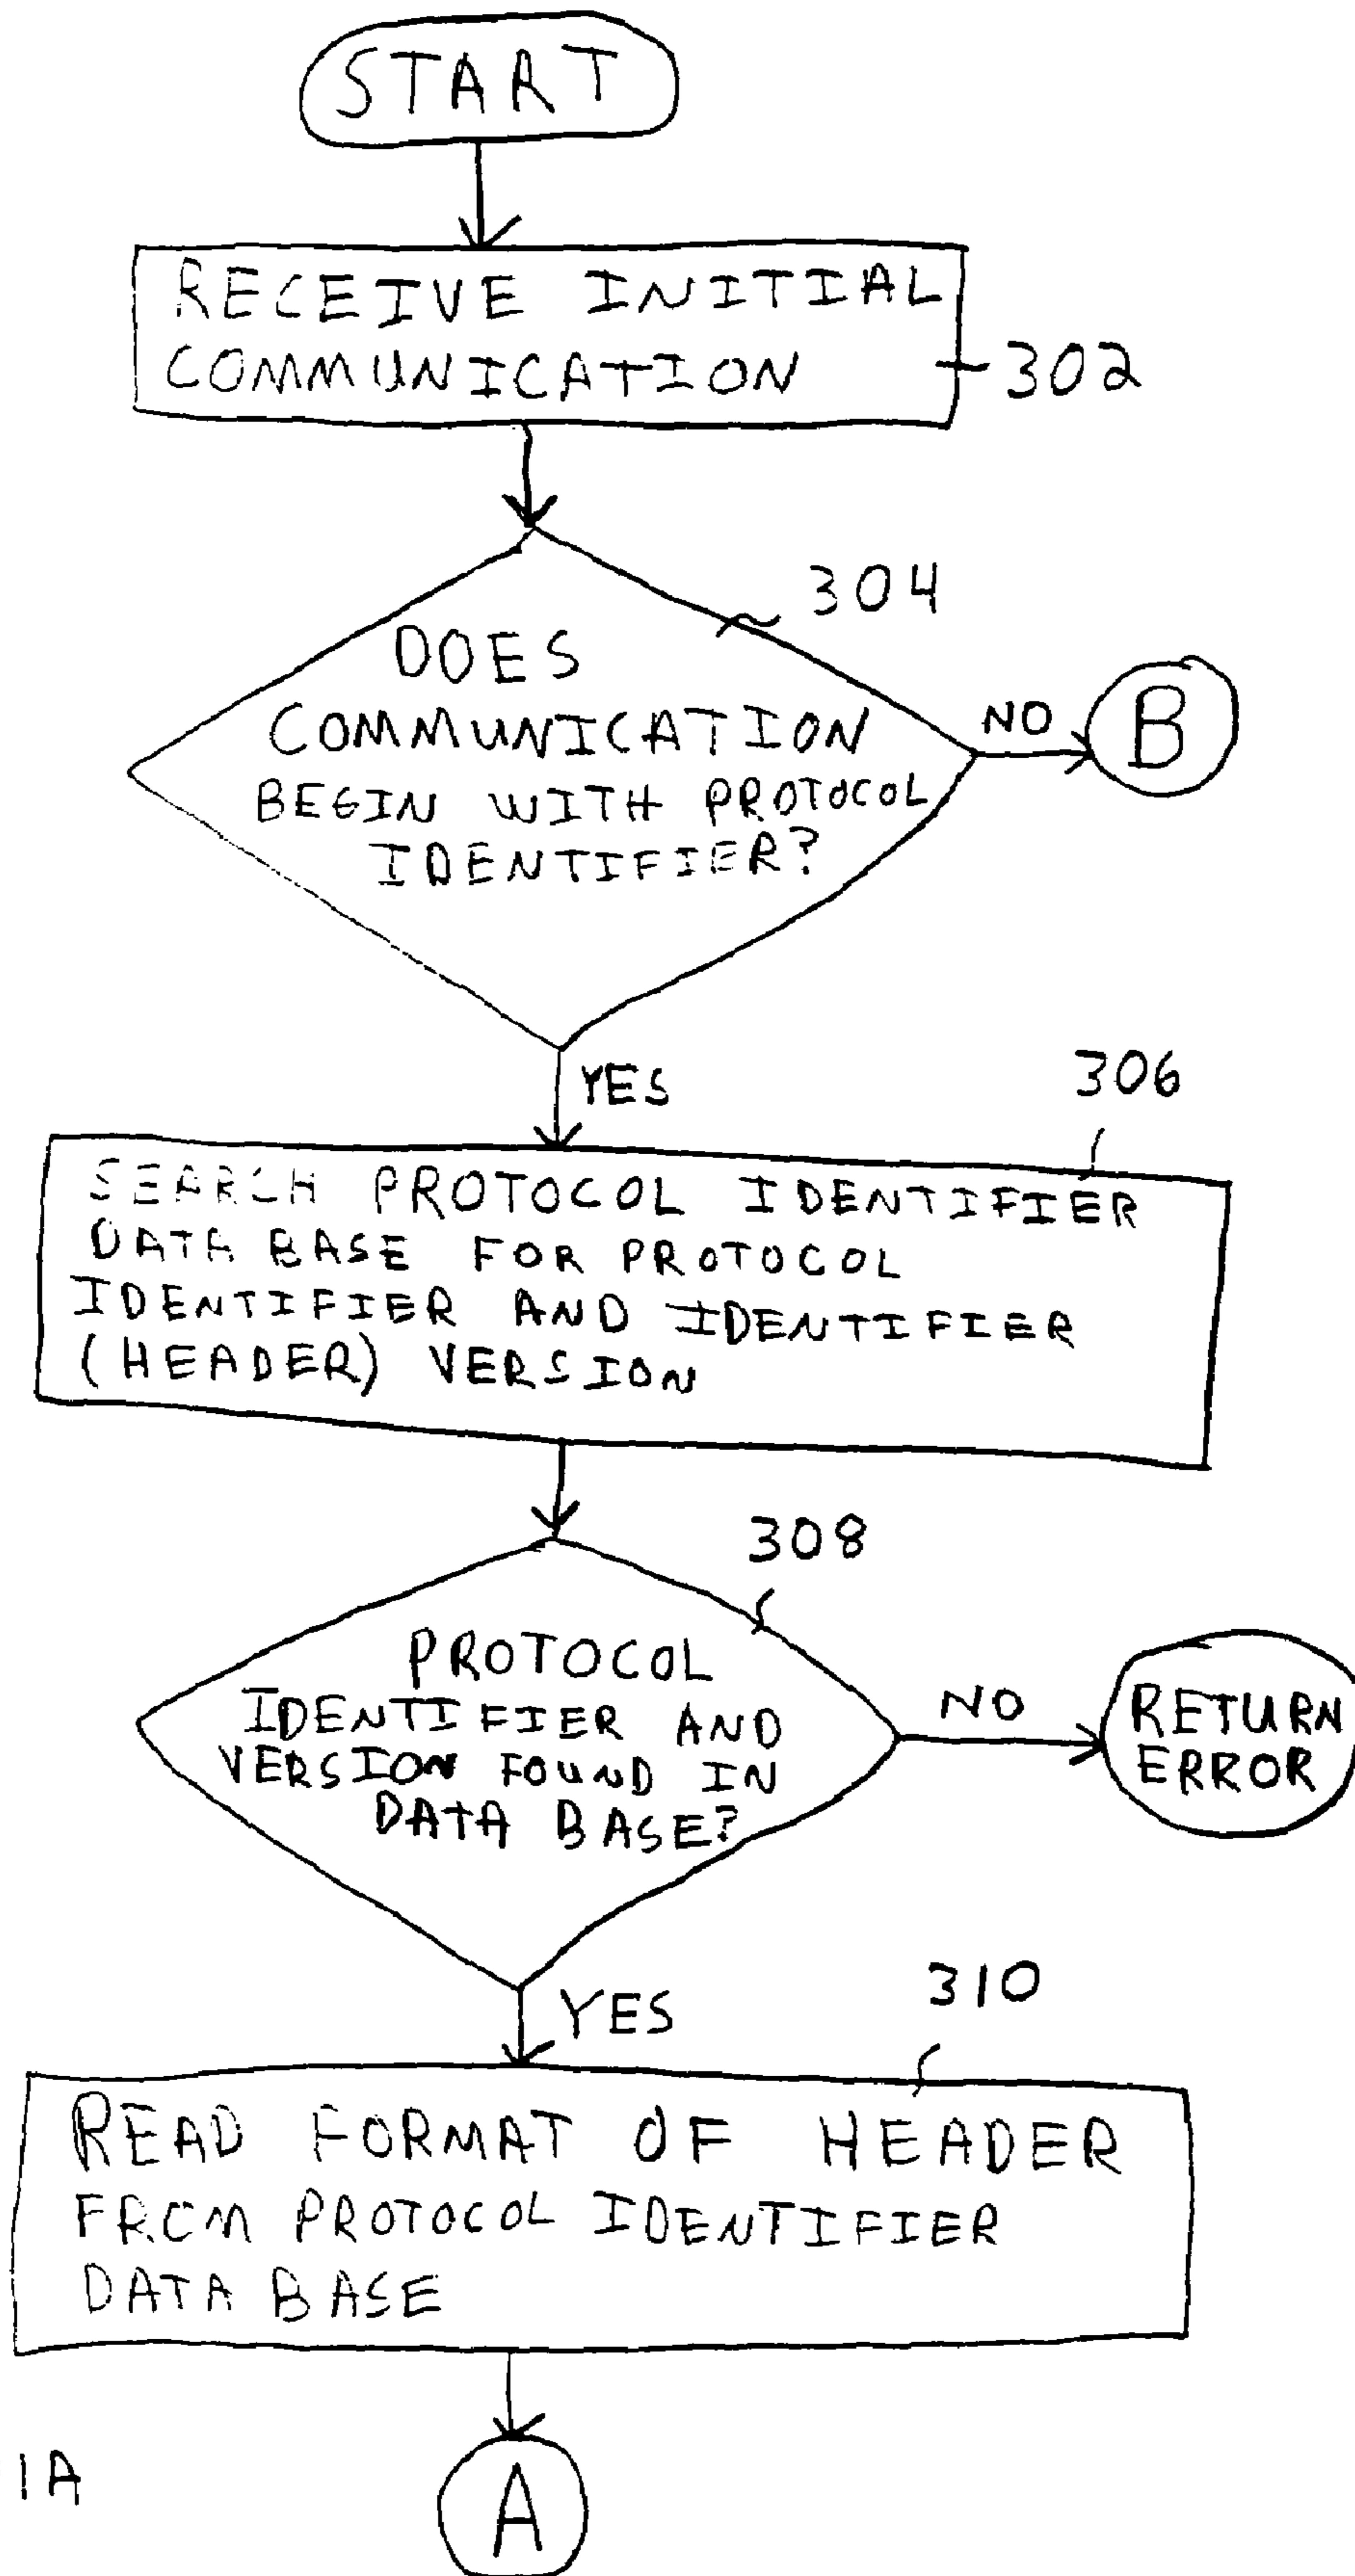 START
RECEIVE INITIAL
COMMUNICATION
302
304
DOES
COMMUNICATION
BEGIN WITH PROTOCOL
IDENTIFIER?
NO
B
YES
306
SEARCH PROTOCOL IDENTIFIER
DATA BASE FOR PROTOCOL
IDENTIFIER AND IDENTIFIER
(HEADER) VERSION
308
PROTOCOL
IDENTIFIER AND
VERSION FOUND IN
DATA BASE?
NO
RETURN
ERROR
YES
310
READ FORMAT OF HEADER
FROM PROTOCOL IDENTIFIER
DATA BASE
1A
A